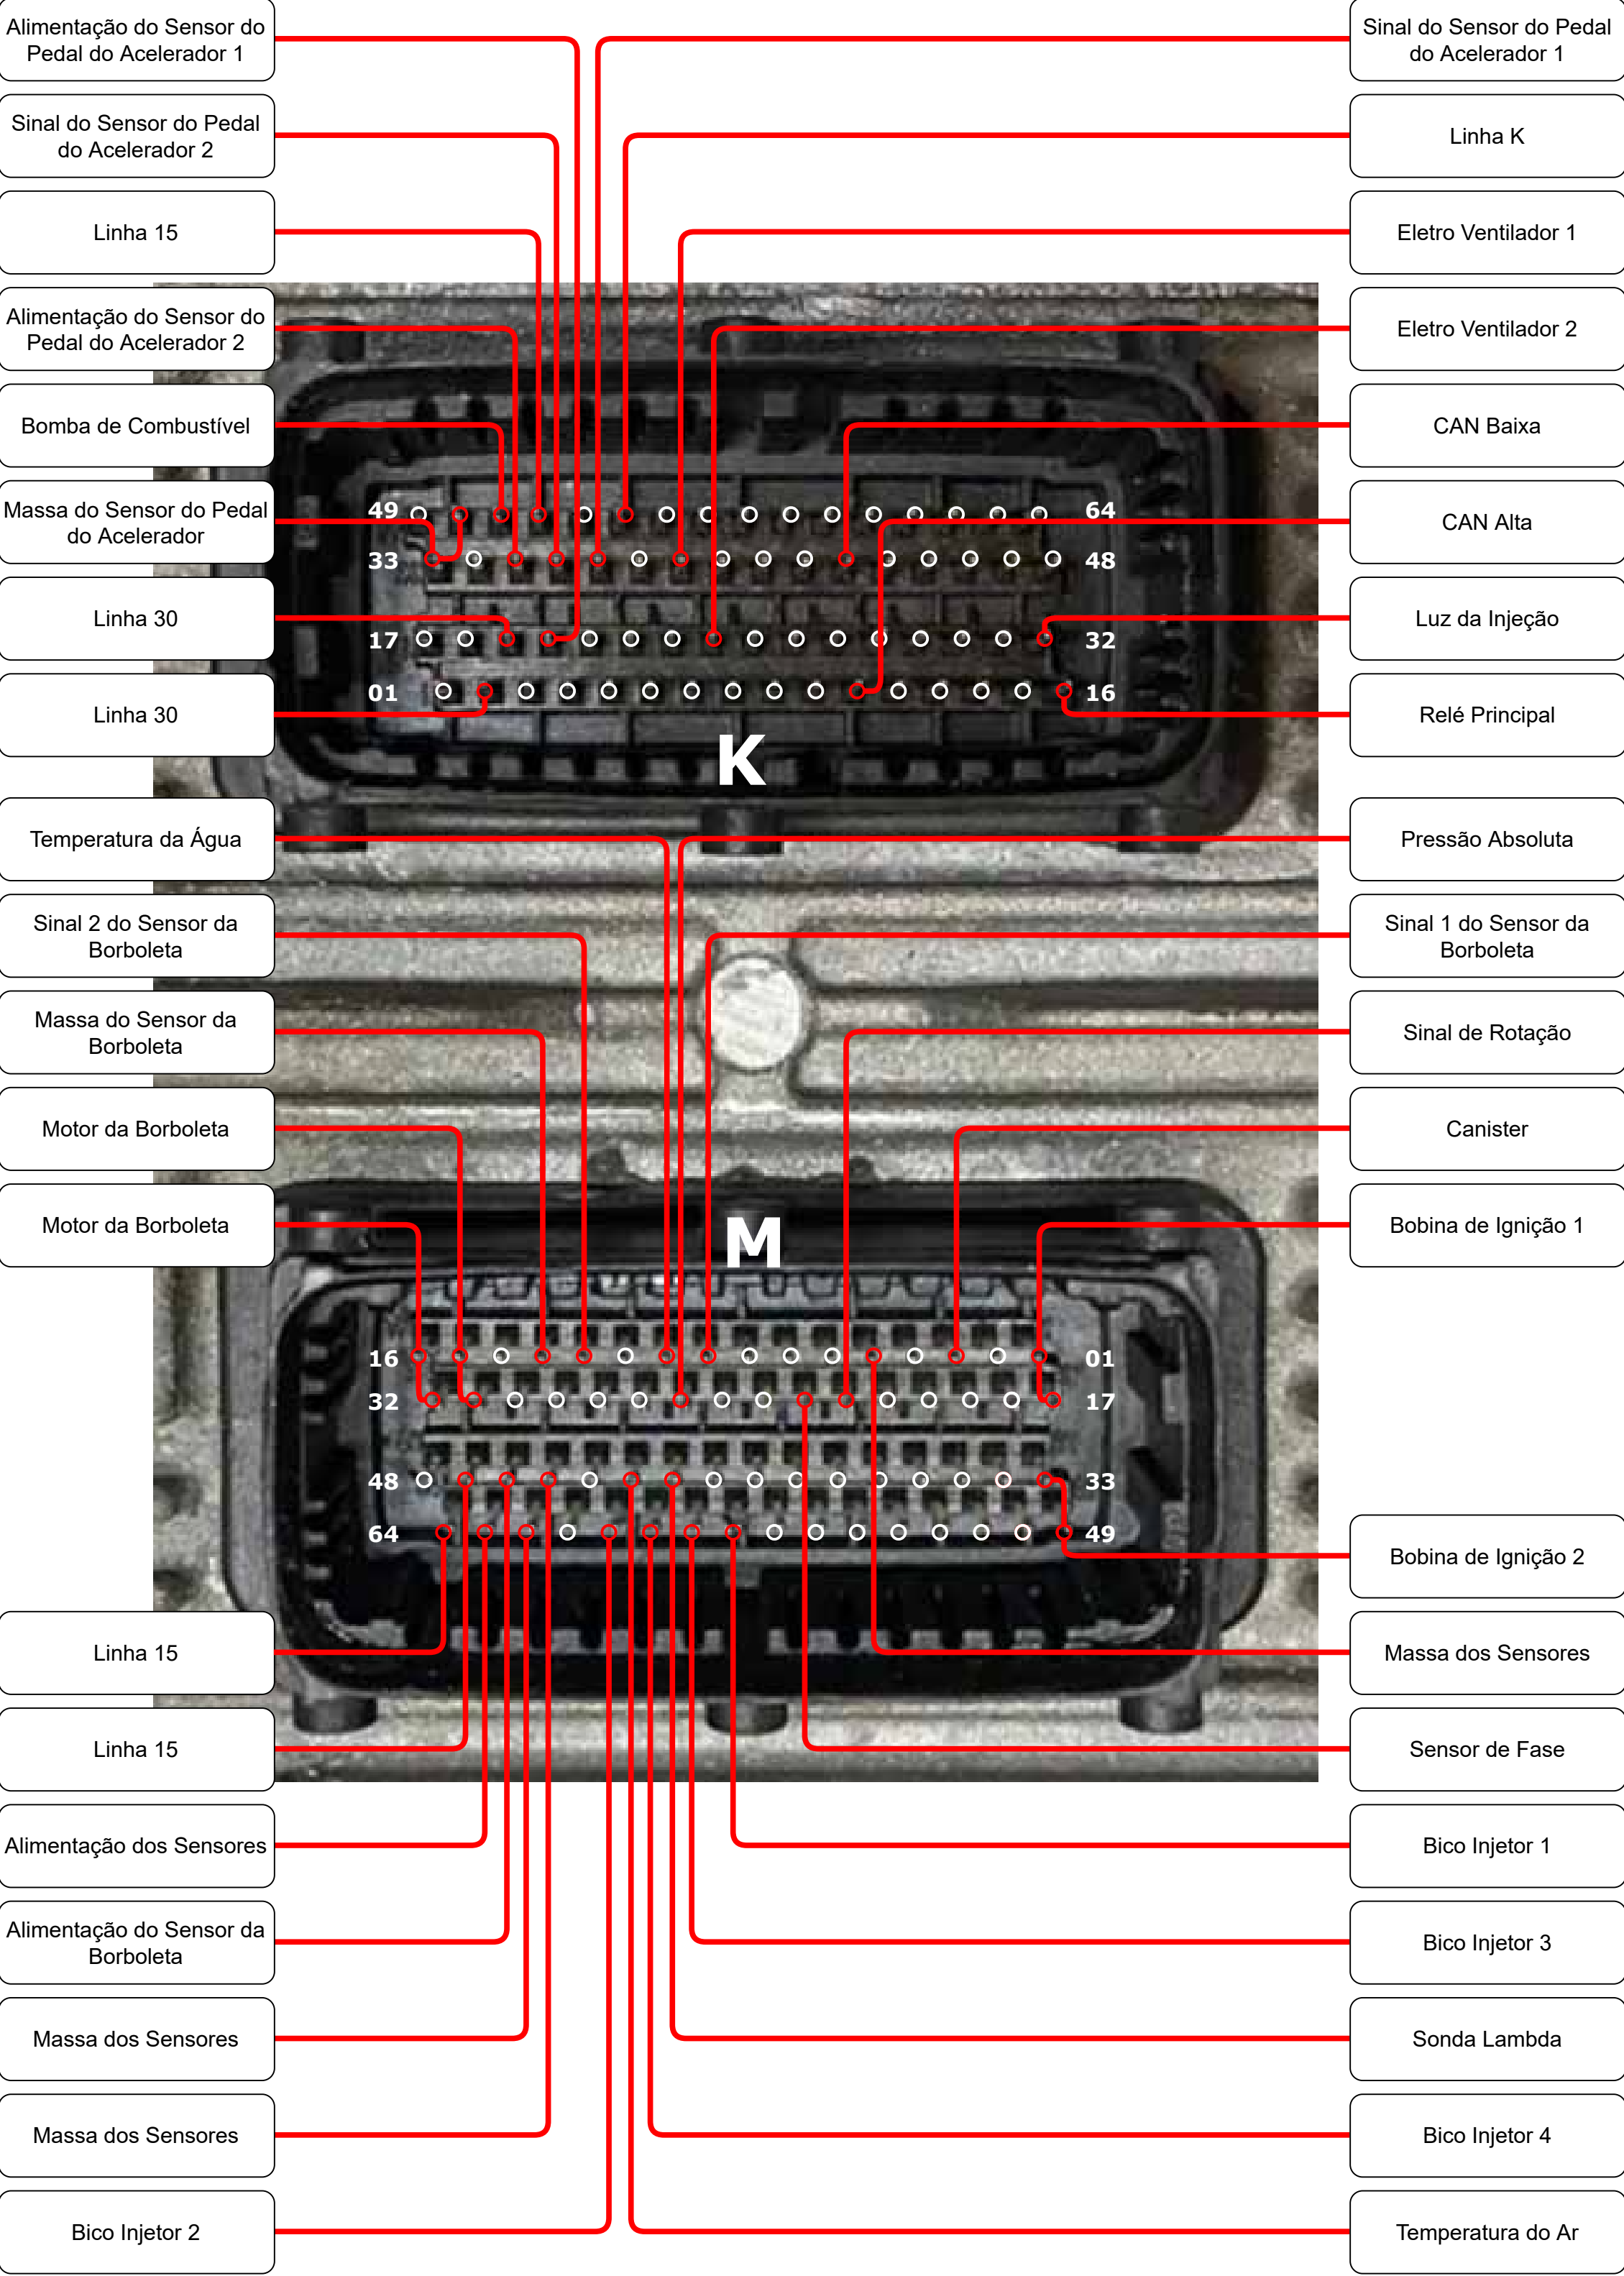 Alimentação do Sensor do
Pedal do Acelerador 1
Sinal do Sensor do Pedal
do Acelerador 2
Linha 15
Alimentação do Sensor do
Pedal do Acelerador 2
Bomba de Combustível
Massa do Sensor do Pedal
do Acelerador
Linha 30
Linha 30
Sinal do Sensor do Pedal
do Acelerador 1
Linha K
Eletro Ventilador 1
Eletro Ventilador 2
CAN Baixa
CAN Alta
Luz da Injeção
Relé Principal
49 64
33 48
17 32
01 16
K
Temperatura da Água
Sinal 2 do Sensor da
Borboleta
Massa do Sensor da
Borboleta
Motor da Borboleta
Motor da Borboleta
Pressão Absoluta
Sinal 1 do Sensor da
Borboleta
Sinal de Rotação
Canister
Bobina de Ignição 1
M
16 01
32 17
48 33
64 49
Linha 15
Linha 15
Alimentação dos Sensores
Alimentação do Sensor da
Borboleta
Massa dos Sensores
Massa dos Sensores
Bico Injetor 2
Bobina de Ignição 2
Massa dos Sensores
Sensor de Fase
Bico Injetor 1
Bico Injetor 3
Sonda Lambda
Bico Injetor 4
Temperatura do Ar